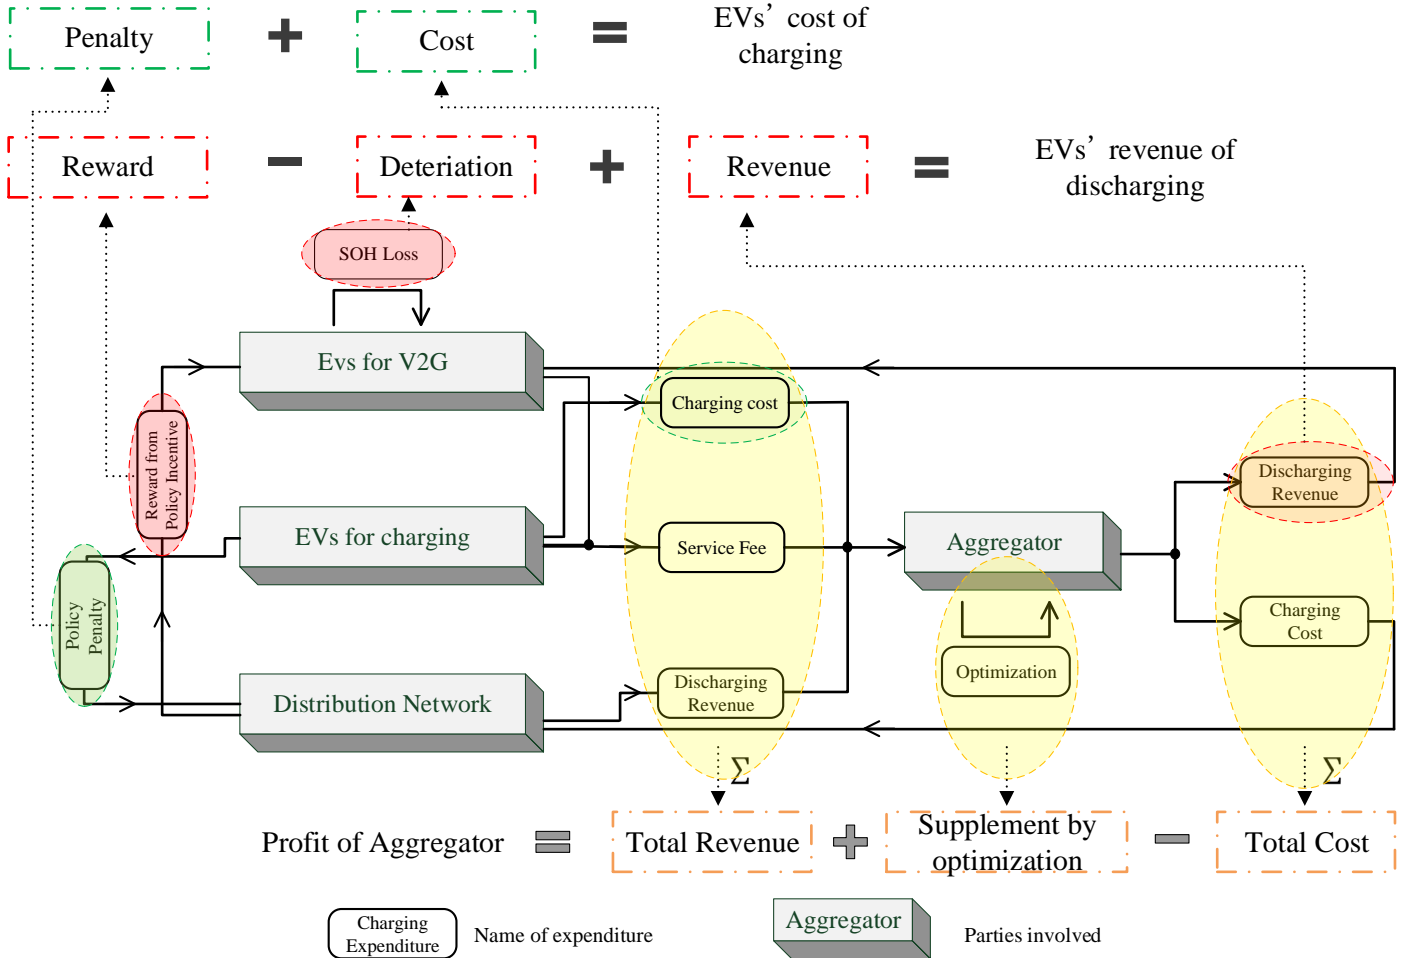 Penalty + Cost = EVs’ cost of
charging
Reward − Deteriation + Revenue = EVs’ revenue of
discharging
SOH Loss
Evs for V2G
Charging cost
Reward from
Policy Incentive
Discharging
Revenue
EVs for charging
Service Fee
Aggregator
Policy
Penalty
Charging
Cost
Optimization
Distribution Network
Discharging
Revenue
Σ
Σ
Profit of Aggregator = Total Revenue + Supplement by
optimization − Total Cost
Charging
Expenditure
Name of expenditure
Aggregator
Parties involved